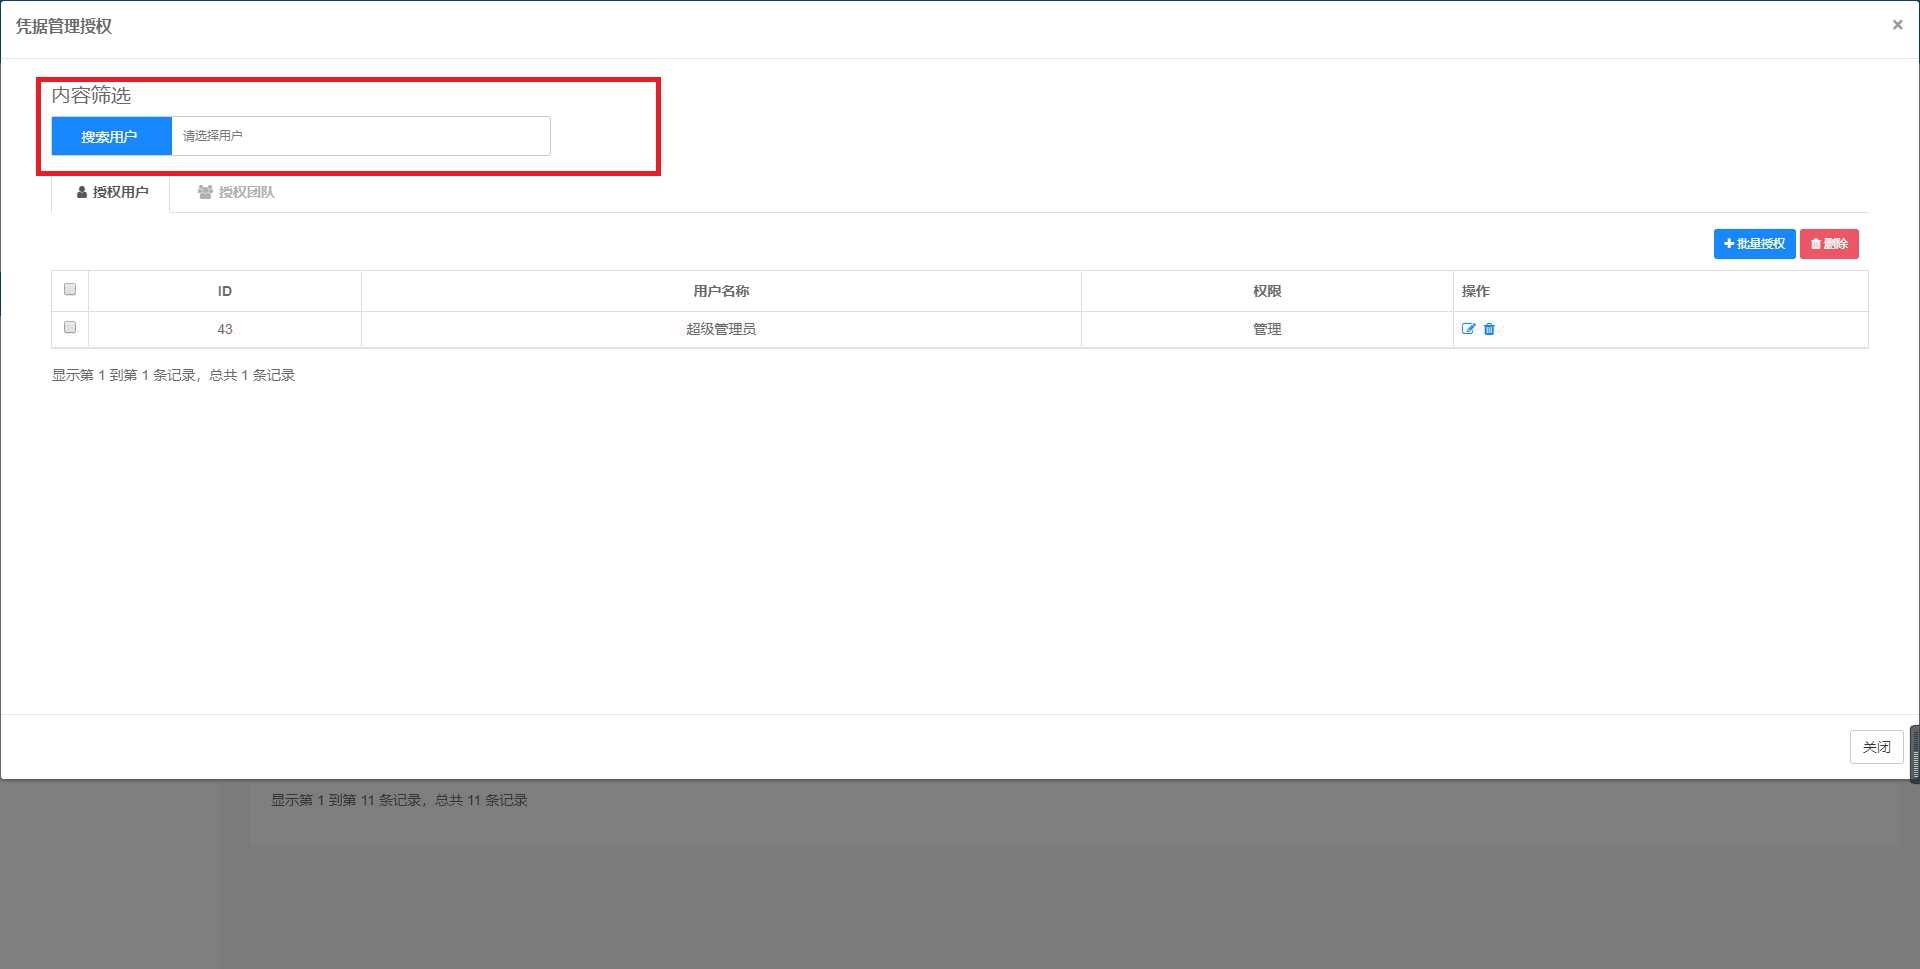 凭据管理授权
×
内容筛选
搜索用户 请选择用户
授权用户 授权团队
批量授权 删除
ID 用户名称 权限 操作
43 超级管理员 管理
显示第 1 到第 1 条记录，总共 1 条记录
关闭
显示第 1 到第 11 条记录，总共 11 条记录